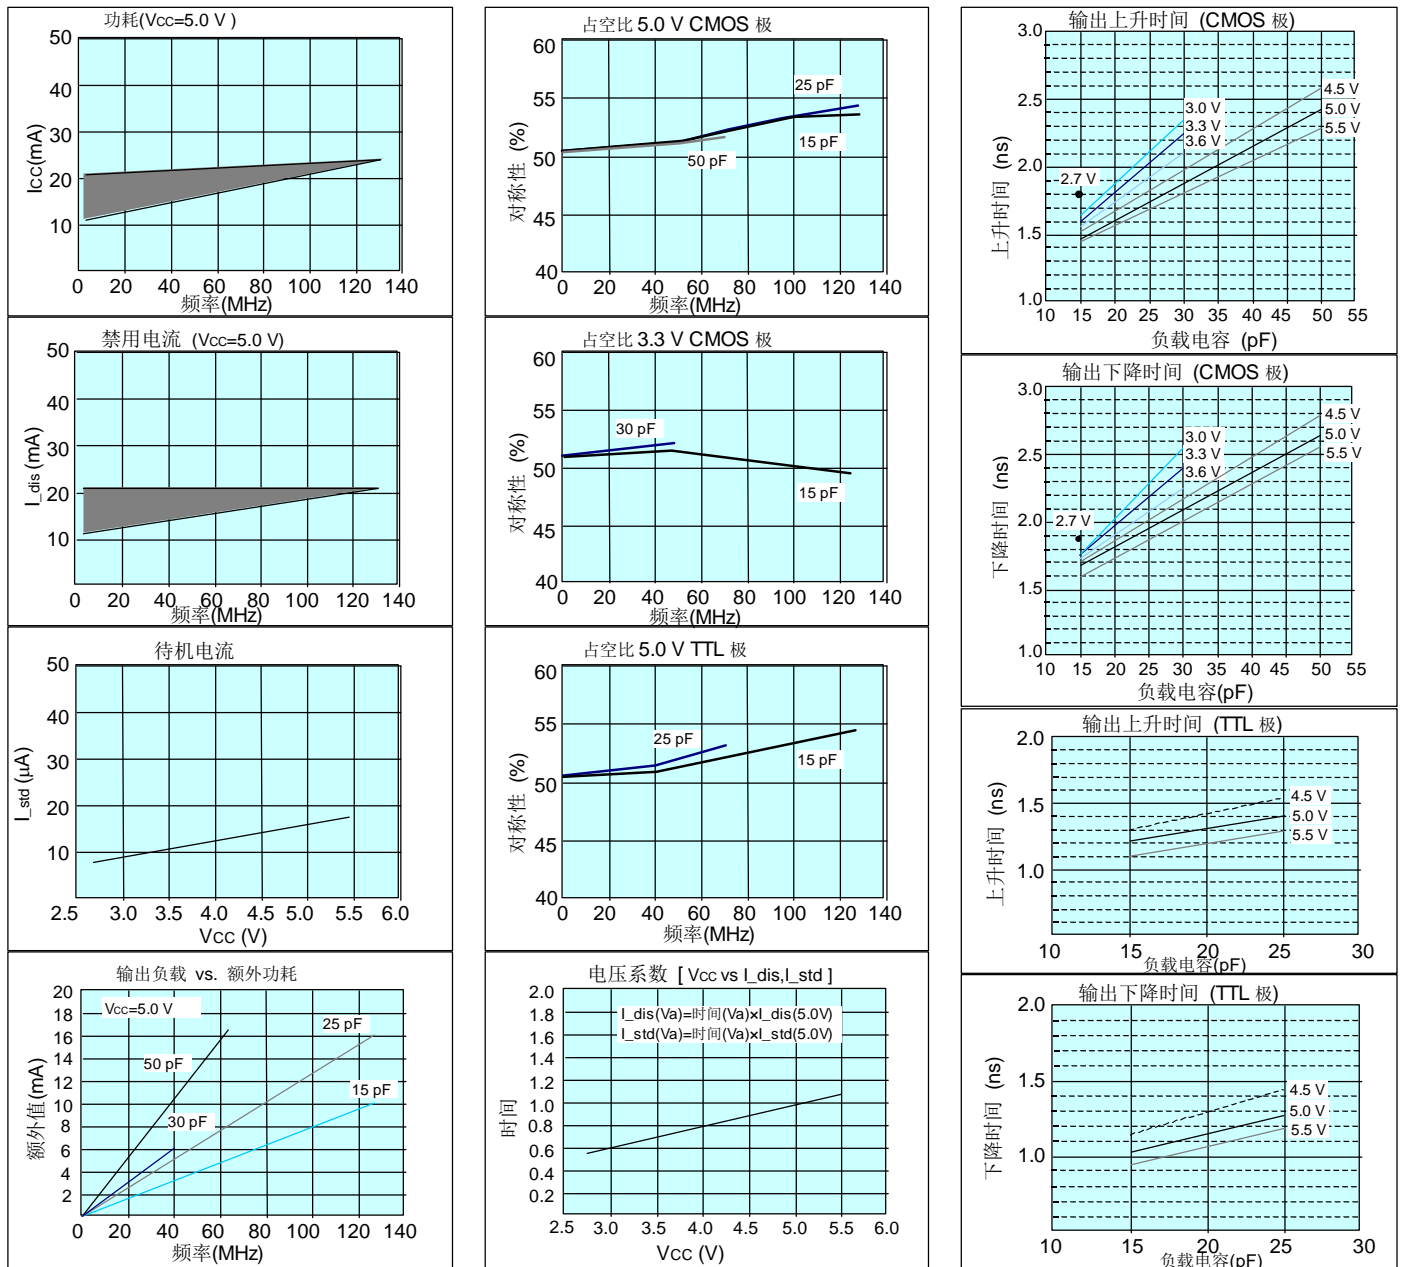 功耗(Vcc=5.0 V )
50
40
30
20
10
Icc(mA)
0 20 40 60 80 100 120 140
频率(MHz)
禁用电流 (Vcc=5.0 V)
50
40
30
20
10
I_dis (mA)
0 20 40 60 80 100 120 140
频率(MHz)
待机电流
50
40
30
20
10
I_std (µA)
2.5 3.0 3.5 4.0 4.5 5.0 5.5 6.0
Vcc (V)
输出负载 vs. 额外功耗
20
18
16
14
12
10
8
6
4
2
额外值(mA)
Vcc=5.0 V
25 pF
50 pF
15 pF
30 pF
0 20 40 60 80 100 120 140
频率(MHz)
占空比 5.0 V CMOS 极
60
55
50
45
40
对称性 (%)
25 pF
15 pF
50 pF
0 20 40 60 80 100 120 140
频率(MHz)
占空比 3.3 V CMOS 极
60
55
50
45
40
对称性 (%)
30 pF
15 pF
0 20 40 60 80 100 120 140
频率(MHz)
占空比 5.0 V TTL 极
60
55
50
45
40
对称性 (%)
25 pF
15 pF
0 20 40 60 80 100 120 140
频率(MHz)
电压系数 [ Vcc vs I_dis,I_std ]
2.0
1.8
1.6
1.4
1.2
1.0
0.8
0.6
0.4
0.2
时间
I_dis(Va)=时间(Va)×I_dis(5.0V)
I_std(Va)=时间(Va)×I_std(5.0V)
2.5 3.0 3.5 4.0 4.5 5.0 5.5 6.0
Vcc (V)
输出上升时间 (CMOS 极)
3.0
2.5
2.0
1.5
1.0
上升时间 (ns)
4.5 V
3.0 V
5.0 V
3.3 V
5.5 V
3.6 V
2.7 V
10 15 20 25 30 35 40 45 50 55
负载电容 (pF)
输出下降时间 (CMOS 极)
3.0
2.5
2.0
1.5
1.0
下降时间 (ns)
4.5 V
3.0 V
5.0 V
3.3 V
5.5 V
3.6 V
2.7 V
10 15 20 25 30 35 40 45 50 55
负载电容(pF)
输出上升时间 (TTL 极)
2.0
1.5
1.0
上升时间 (ns)
4.5 V
5.0 V
5.5 V
10 15 20 25 30
负载电容(pF)
输出下降时间 (TTL 极)
2.0
1.5
1.0
下降时间 (ns)
4.5 V
5.0 V
5.5 V
10 15 20 25 30
负载电容(pF)